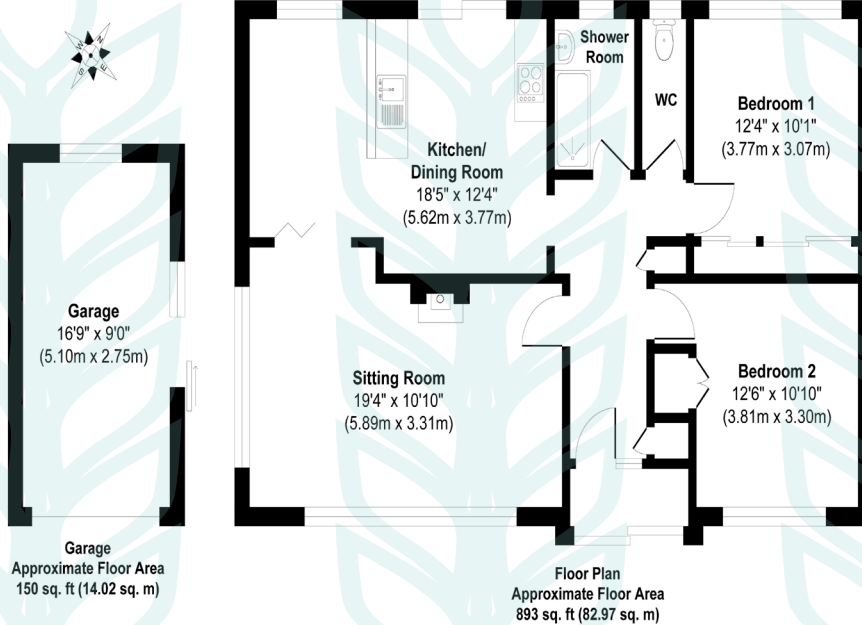 N
E
S
W
Shower
Room
WC
Bedroom 1
12'4" x 10'1"
(3.77m x 3.07m)
Kitchen/
Dining Room
18'5" x 12'4"
(5.62m x 3.77m)
Garage
16'9" x 9'0"
(5.10m x 2.75m)
Sitting Room
19'4" x 10'10"
(5.89m x 3.31m)
Bedroom 2
12'6" x 10'10"
(3.81m x 3.30m)
Garage
Approximate Floor Area
150 sq. ft (14.02 sq. m)
Floor Plan
Approximate Floor Area
893 sq. ft (82.97 sq. m)